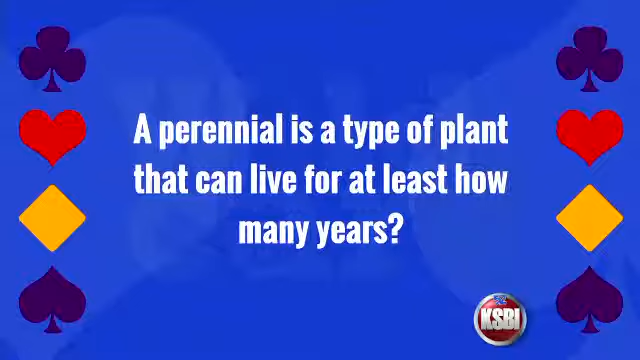 A perennial is a type of plant
that can live for at least how
many years?
KSBI